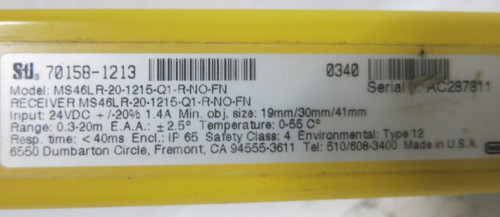 STI. 70158-1213 0340
Model: MS46LR-20-1215-Q1-R-NO-FN Serial #: AC287811
RECEIVER MS46LR-20-1215-Q1-R-NO-FN
Input: 24VDC +/-20% 1.4A Min. obj. size: 19mm/30mm/41mm
Range: 0.3-20m E.A.A.: ±2.5° Temperature: 0-55 C°
Resp. time: <40ms Encl.: IP 65 Safety Class: 4 Environmental: Type 12
6550 Dumbarton Circle, Fremont, CA 94555-3611 Tel: 510/608-3400 Made in U.S.A.